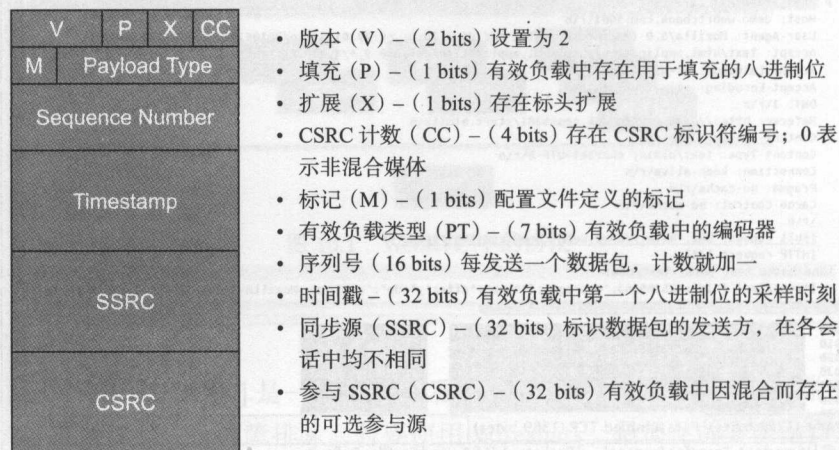 V P X CC
M Payload Type
Sequence Number
Timestamp
SSRC
CSRC
版本（V）–（2 bits）设置为 2
• 填充（P）–（1 bits）有效负载中存在用于填充的八进制位
• 扩展（X）–（1 bits）存在标头扩展
• CSRC 计数（CC）–（4 bits）存在 CSRC 标识符编号；0 表
示非混合媒体
• 标记（M）–（1 bits）配置文件定义的标记
• 有效负载类型（PT）–（7 bits）有效负载中的编码器
• 序列号（16 bits）每发送一个数据包，计数就加一
• 时间戳 –（32 bits）有效负载中第一个八进制位的采样时刻
• 同步源（SSRC）–（32 bits）标识数据包的发送方，在各会
话中均不相同
• 参与 SSRC（CSRC）–（32 bits）有效负载中因混合而存在
的可选参与源